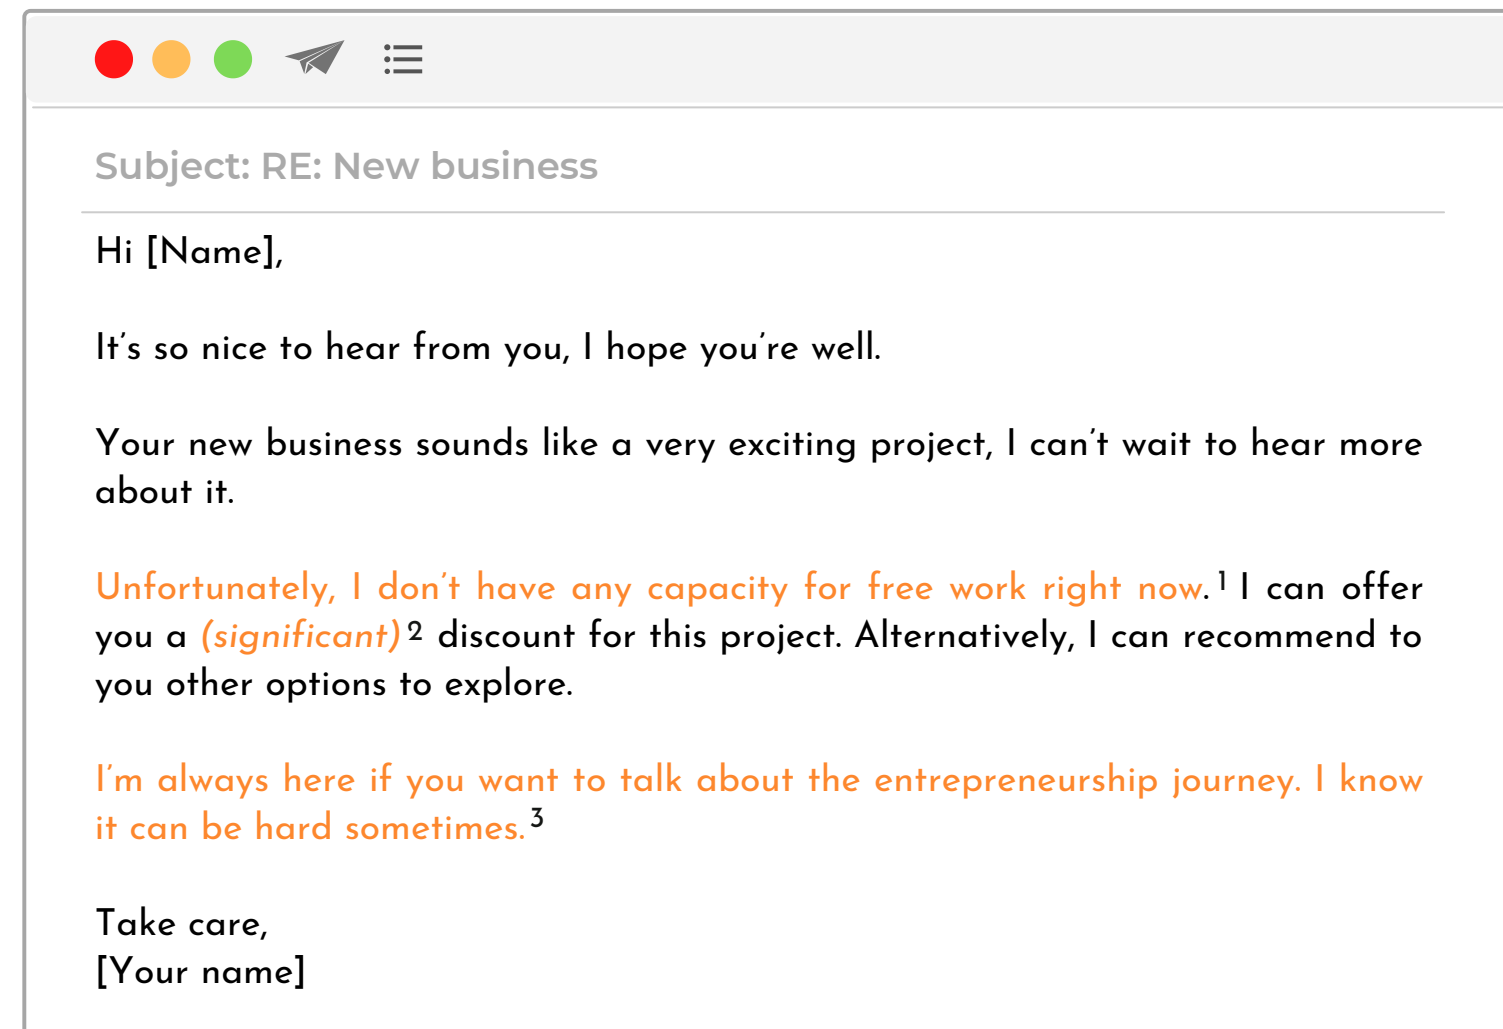 Subject: RE: New business
Hi [Name],
It's so nice to hear from you, I hope you're well.
Your new business sounds like a very exciting project, I can't wait to hear more
about it.
Unfortunately, I don't have any capacity for free work right now. 1 I can offer
you a (significant) 2 discount for this project. Alternatively, I can recommend to
you other options to explore.
I'm always here if you want to talk about the entrepreneurship journey. I know
it can be hard sometimes. 3
Take care,
[Your name]